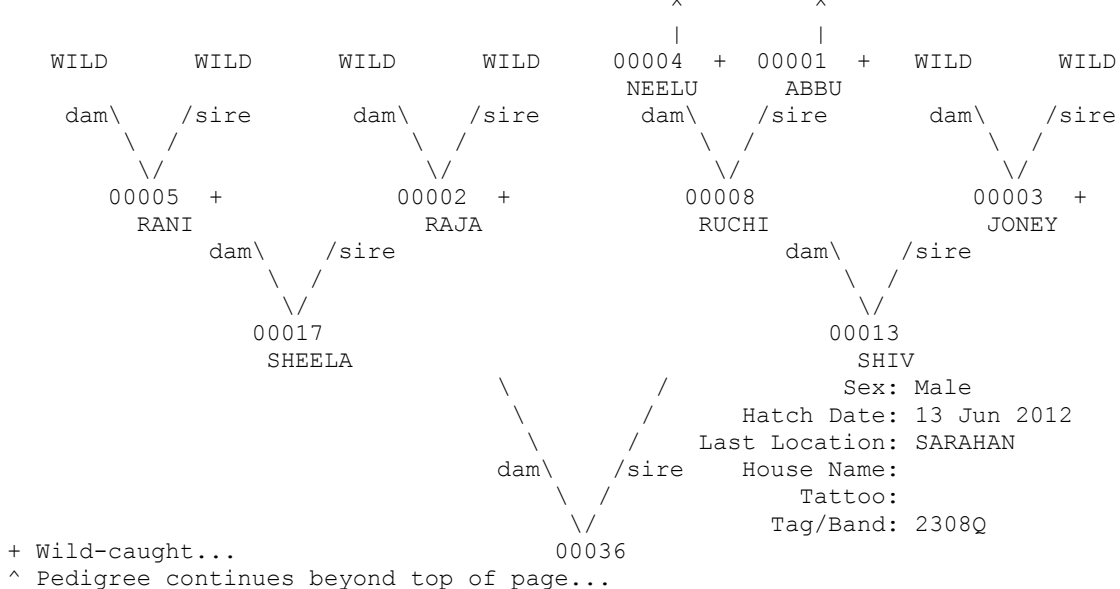 ^ ^
| |
WILD WILD WILD WILD 00004 + 00001 + WILD WILD
NEELU ABBU
dam\ /sire dam\ /sire dam\ /sire dam\ /sire
\ / \ / \ / \ /
\/ \/ \/ \/
00005 + 00002 + 00008 00003 +
RANI RAJA RUCHI JONEY
dam\ /sire dam\ /sire
\ / \ /
\/ \/
00017 00013
SHEELA SHIV
\ / Sex: Male
\ / Hatch Date: 13 Jun 2012
\ / Last Location: SARAHAN
dam\ /sire House Name:
\ / Tattoo:
\/ Tag/Band: 2308Q
+ Wild-caught... 00036
^ Pedigree continues beyond top of page...